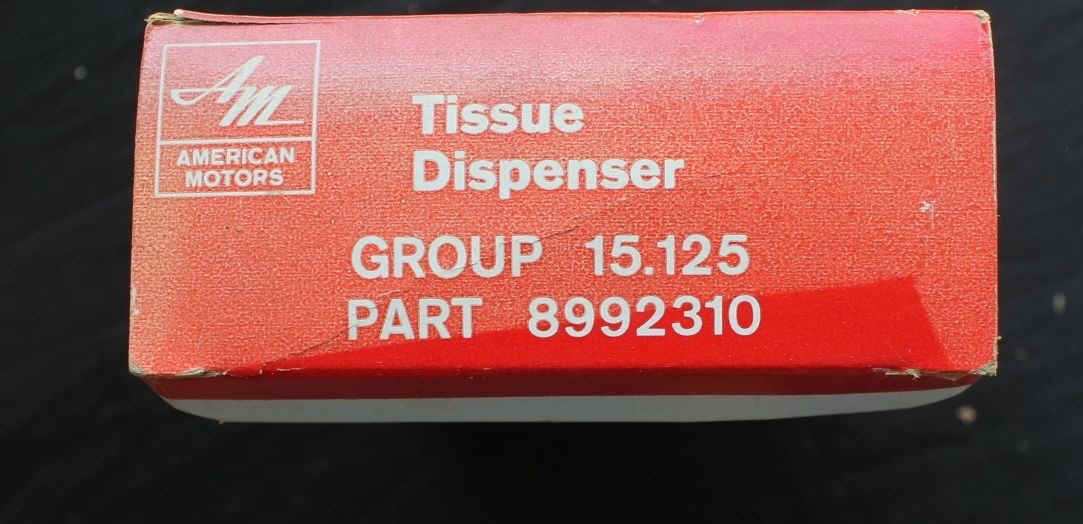 AM
AMERICAN
MOTORS
Tissue
Dispenser
GROUP 15.125
PART 8992310